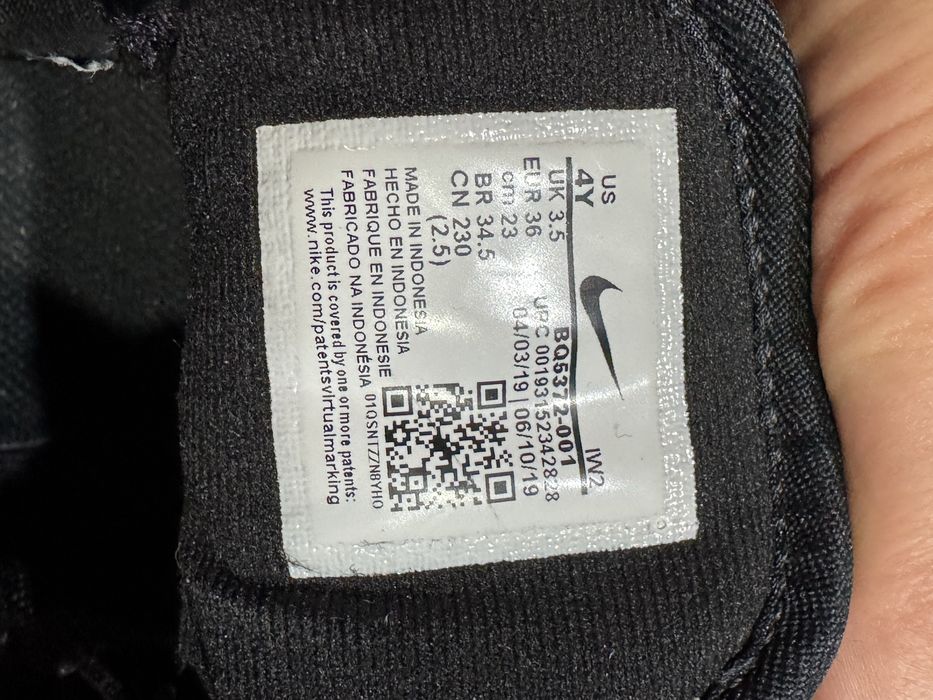 US
4Y
IW2
UK 3.5
BQ5372-001
EUR 36
UPC 00193152342828
cm 23
04/03/19 | 06/10/19
BR 34.5
CN 230
(2.5)
MADE IN INDONESIA
HECHO EN INDONESIA
FABRIQUE EN INDONESIE
FABRICADO NA INDONÉSIA 01QSNT7ZN8YH0
This product is covered by one or more patents:
www.nike.com/patentsvirtualmarking